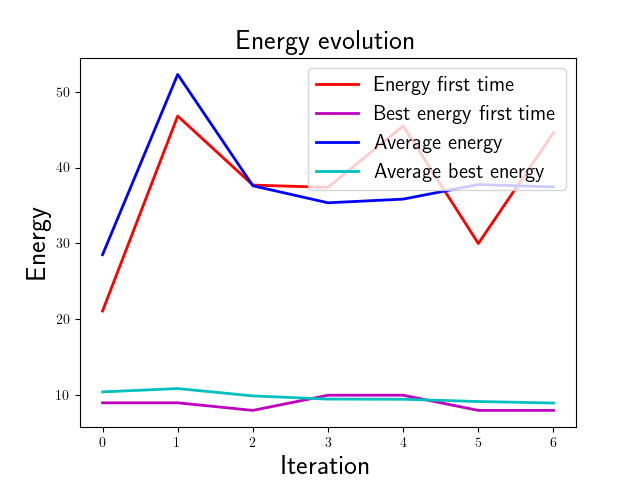 Energy evolution
Energy first time
Best energy first time
Average energy
Average best energy
Energy
50
40
30
20
10
0 1 2 3 4 5 6
Iteration